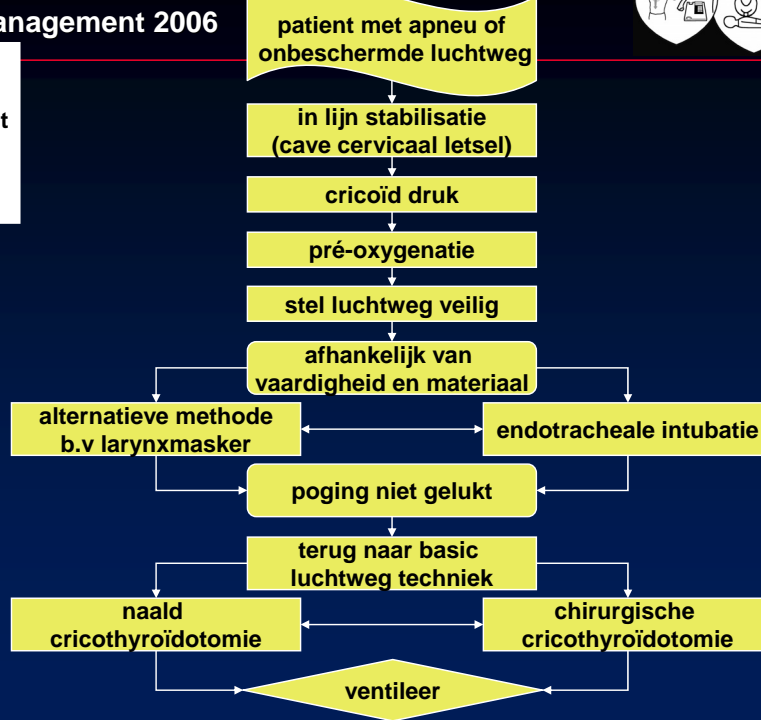 anagement 2006
t
patient met apneu of
onbeschermde luchtweg
in lijn stabilisatie
(cave cervicaal letsel)
cricoïd druk
pré-oxygenatie
stel luchtweg veilig
afhankelijk van
vaardigheid en materiaal
alternatieve methode
b.v larynxmasker
endotracheale intubatie
poging niet gelukt
terug naar basic
luchtweg techniek
naald
cricothyroïdotomie
chirurgische
cricothyroïdotomie
ventileer